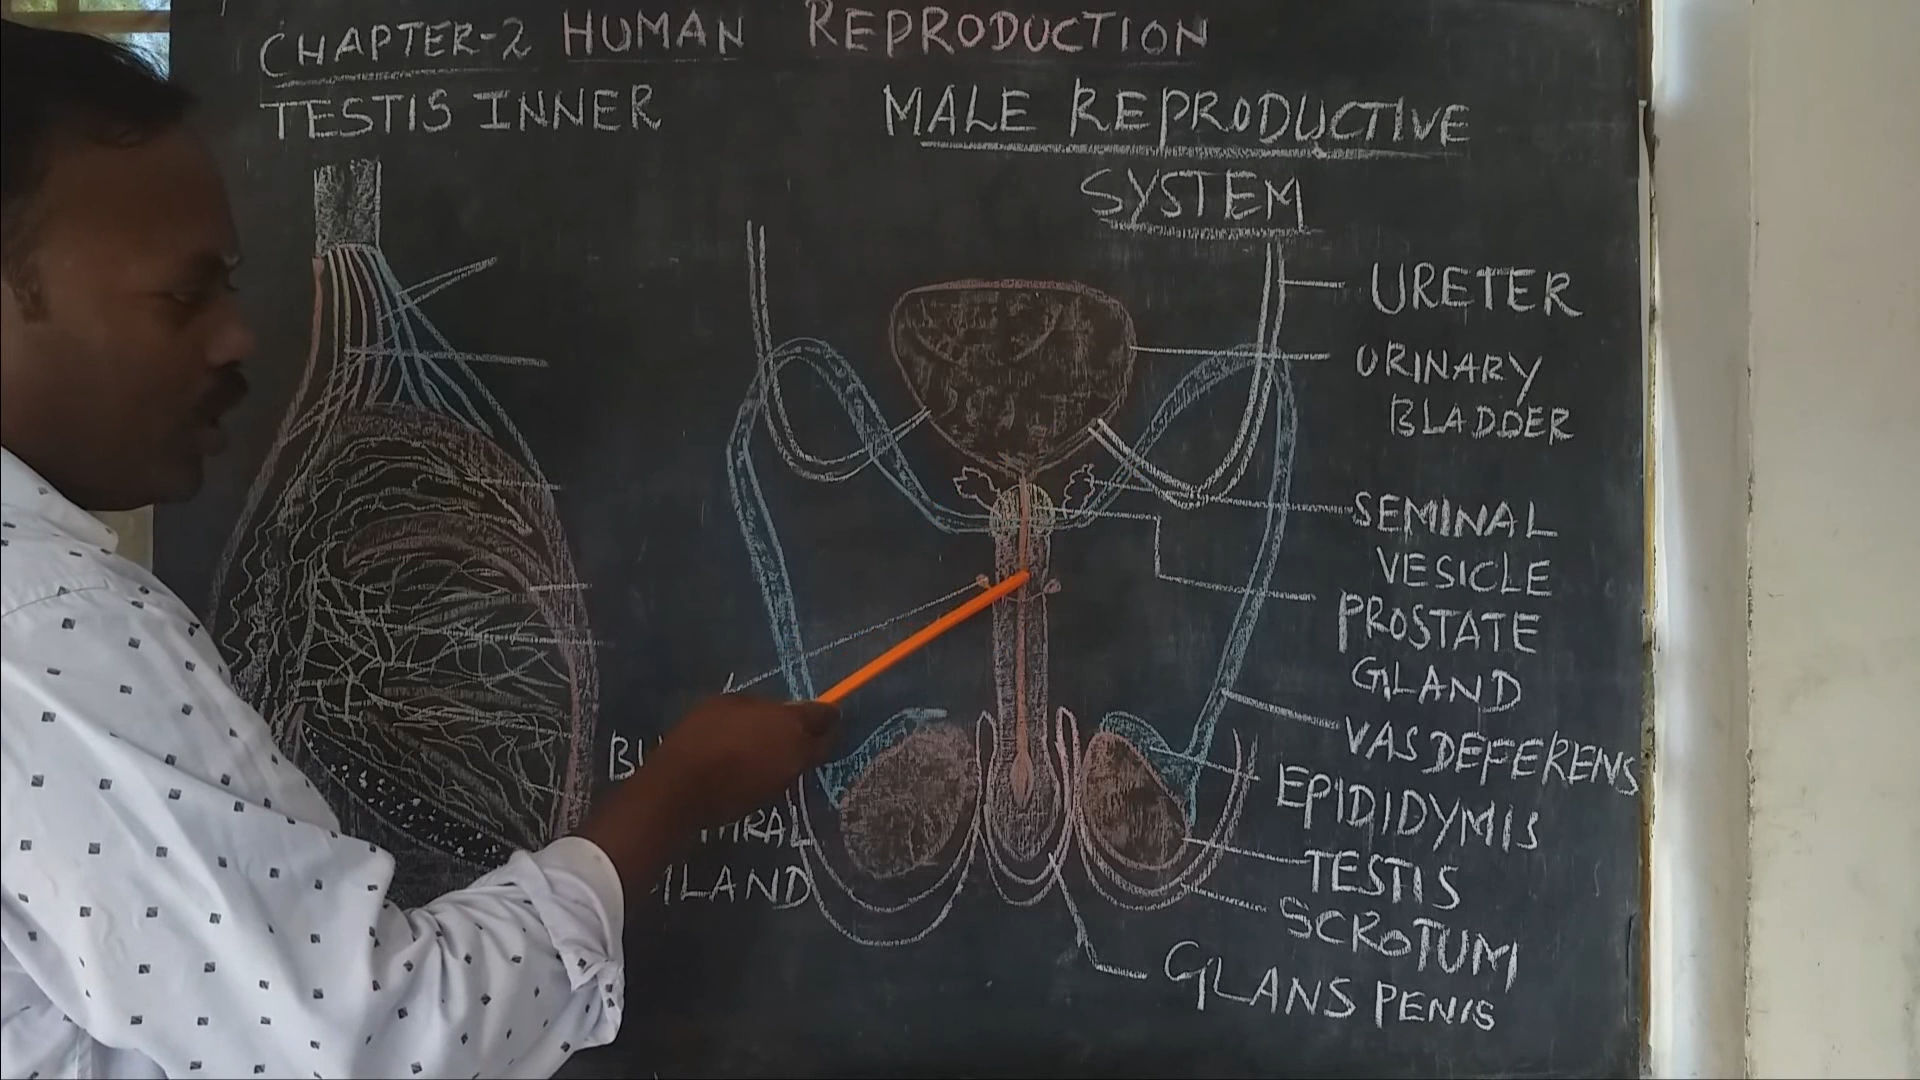 CHAPTER-2 HUMAN REPRODUCTION
TESTIS INNER
MALE REPRODUCTIVE
SYSTEM
URETER
URINARY
BLADDER
SEMINAL
VESICLE
PROSTATE
GLAND
VAS DEFERENS
EPIDIDYMIS
TESTIS
SCROTUM
GLANS PENIS